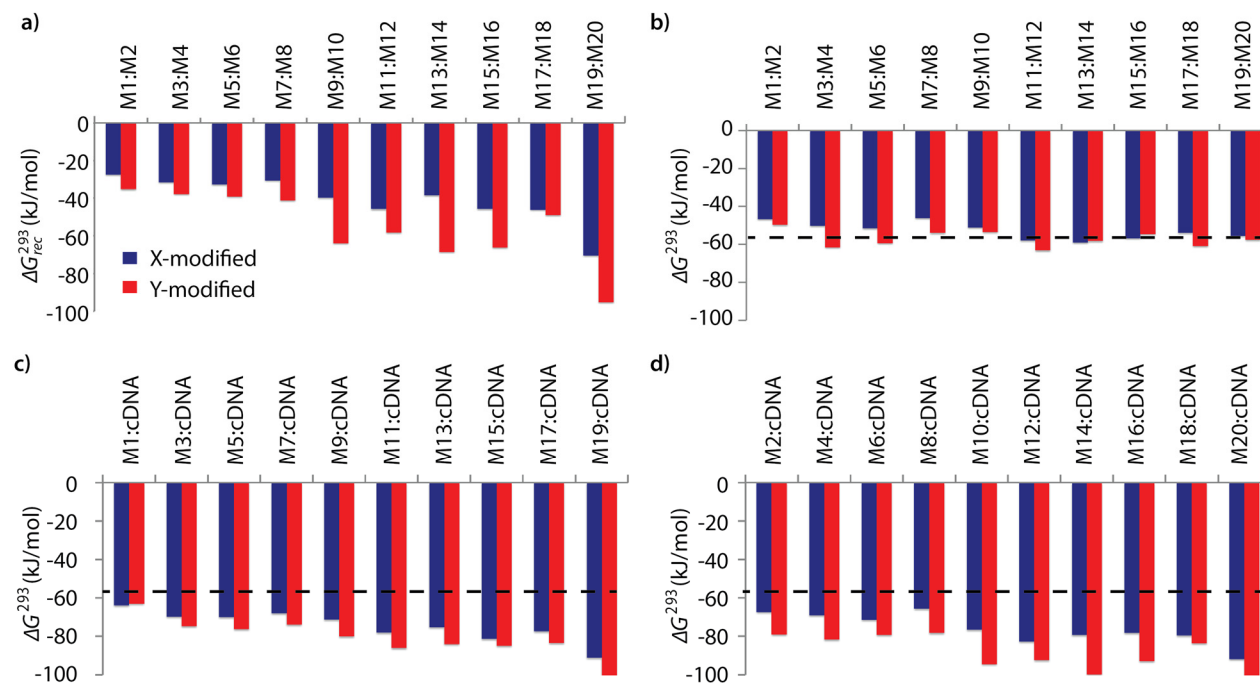 a)
M1:M2
M3:M4
M5:M6
M7:M8
M9:M10
M11:M12
M13:M14
M15:M16
M17:M18
M19:M20
0
-20
-40
-60
-80
-100
ΔG²⁹³rec (kJ/mol)
X-modified
Y-modified
b)
M1:M2
M3:M4
M5:M6
M7:M8
M9:M10
M11:M12
M13:M14
M15:M16
M17:M18
M19:M20
0
-20
-40
-60
-80
-100
ΔG²⁹³ (kJ/mol)
c)
M1:cDNA
M3:cDNA
M5:cDNA
M7:cDNA
M9:cDNA
M11:cDNA
M13:cDNA
M15:cDNA
M17:cDNA
M19:cDNA
0
-20
-40
-60
-80
-100
ΔG²⁹³ (kJ/mol)
d)
M2:cDNA
M4:cDNA
M6:cDNA
M8:cDNA
M10:cDNA
M12:cDNA
M14:cDNA
M16:cDNA
M18:cDNA
M20:cDNA
0
-20
-40
-60
-80
-100
ΔG²⁹³ (kJ/mol)